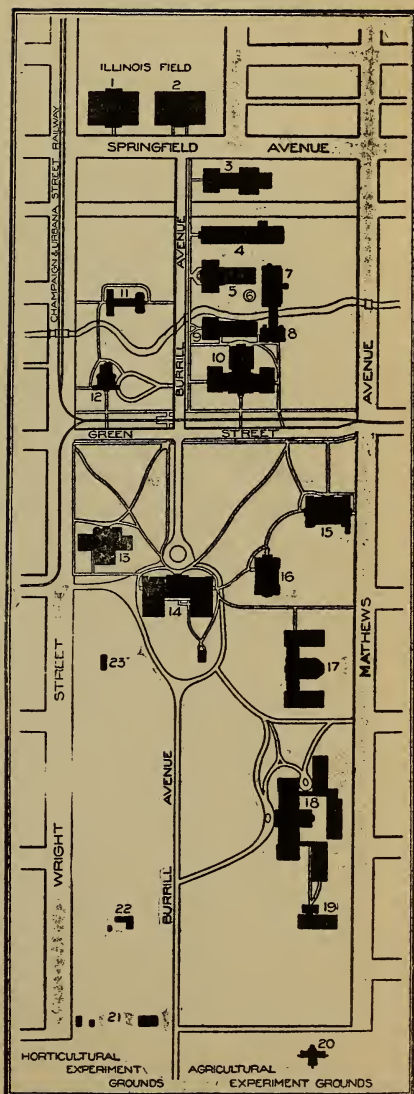 ILLINOIS FIELD
1
2
SPRINGFIELD AVENUE
CHAMPAIGN & URBANA STREET RAILWAY
3
AVENUE
4
7
5
6
11
9
8
10
BURRILL
12
AVENUE
GREEN STREET
15
13
16
14
MATHEWS
23
17
STREET
AVENUE
18
WRIGHT
BURRILL
19
22
21
20
HORTICULTURAL
EXPERIMENT
GROUNDS
AGRICULTURAL
EXPERIMENT GROUNDS